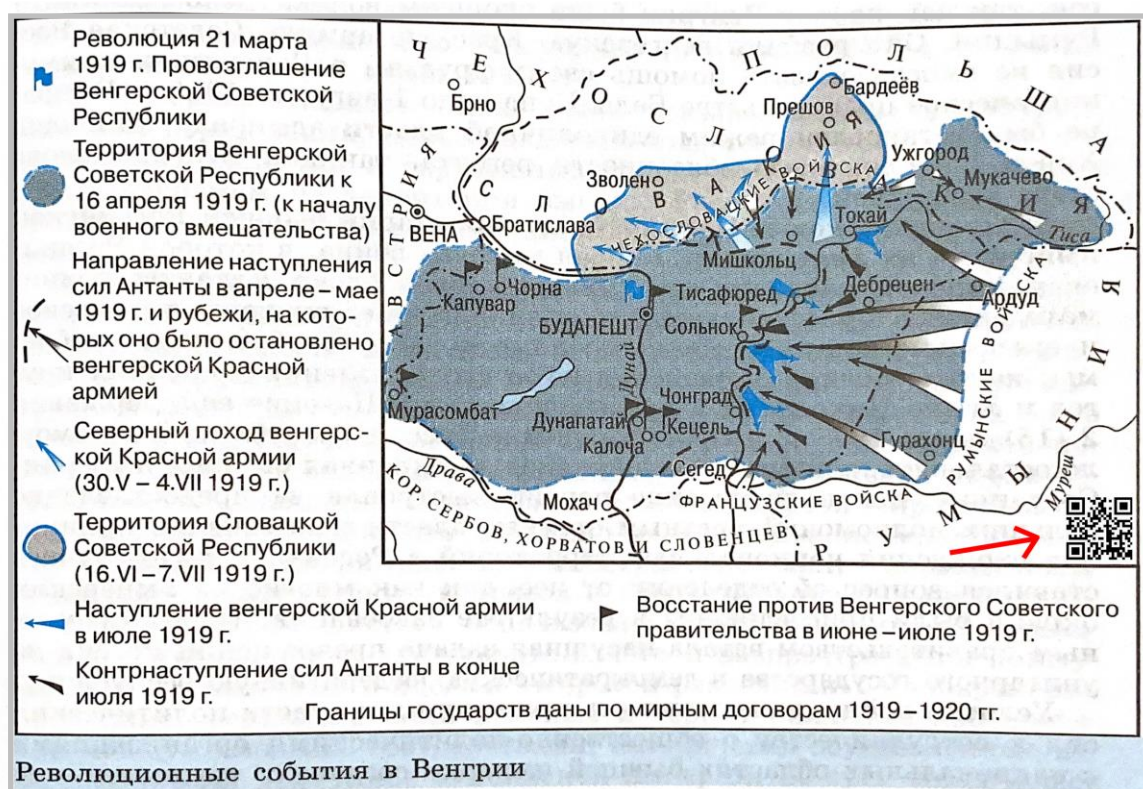 Революция 21 марта
1919 г. Провозглашение
Венгерской Советской
Республики
Территория Венгерской
Советской Республики к
16 апреля 1919 г. (к началу
военного вмешательства)
Направление наступления
сил Антанты в апреле - мае
1919 г. и рубежи, на кото-
рых оно было остановлено
венгерской Красной
армией
Северный поход венгерс-
кой Красной армии
(30.V – 4.VII 1919 г.)
Территория Словацкой
Советской Республики
(16.VI – 7.VII 1919 г.)
Наступление венгерской Красной армии
в июле 1919 г.
Контрнаступление сил Антанты в конце
июля 1919 г.
Восстание против Венгерского Советского
правительства в июне – июле 1919 г.
Границы государств даны по мирным договорам 1919 – 1920 гг.
ЧЕХОСЛОВАКИЯ
ПОЛЬША
Брно
Бардеёв
Прешов
Ужгород
Мукачево
Зволен
ЧЕХОСЛОВАЦКИЕ ВОЙСКА
Токай
Тиса
ВЕНА
Братислава
Мишкольц
АВСТРИЯ
Капувар
Чорна
Тисафюред
Дебрецен
Ардуд
БУДАПЕШТ
Сольнок
Дунай
РУМЫНСКИЕ ВОЙСКА
Мурасомбат
Дунапатай
Чонград
Кецель
Калоча
Гурахонц
Сегед
Драва
Мохач
ФРАНЦУЗСКИЕ ВОЙСКА
Муреш
КОР. СЕРБОВ, ХОРВАТОВ И СЛОВЕНЦЕВ
РУМЫНИЯ
Революционные события в Венгрии